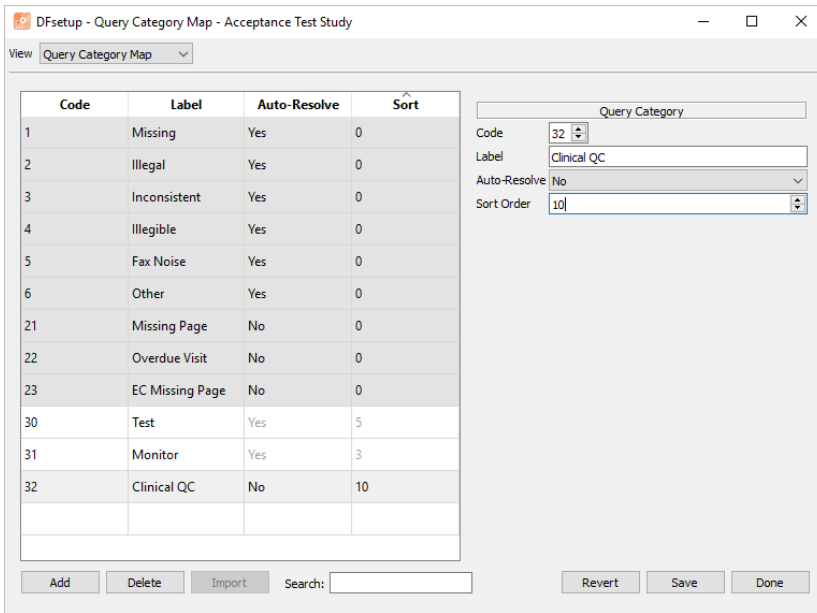 DFsetup - Query Category Map - Acceptance Test Study
View Query Category Map
Code Label Auto-Resolve Sort
1 Missing Yes 0
2 Illegal Yes 0
3 Inconsistent Yes 0
4 Illegible Yes 0
5 Fax Noise Yes 0
6 Other Yes 0
21 Missing Page No 0
22 Overdue Visit No 0
23 EC Missing Page No 0
30 Test Yes 5
31 Monitor Yes 3
32 Clinical QC No 10
Query Category
Code 32
Label Clinical QC
Auto-Resolve No
Sort Order 10
Add Delete Import Search: Revert Save Done